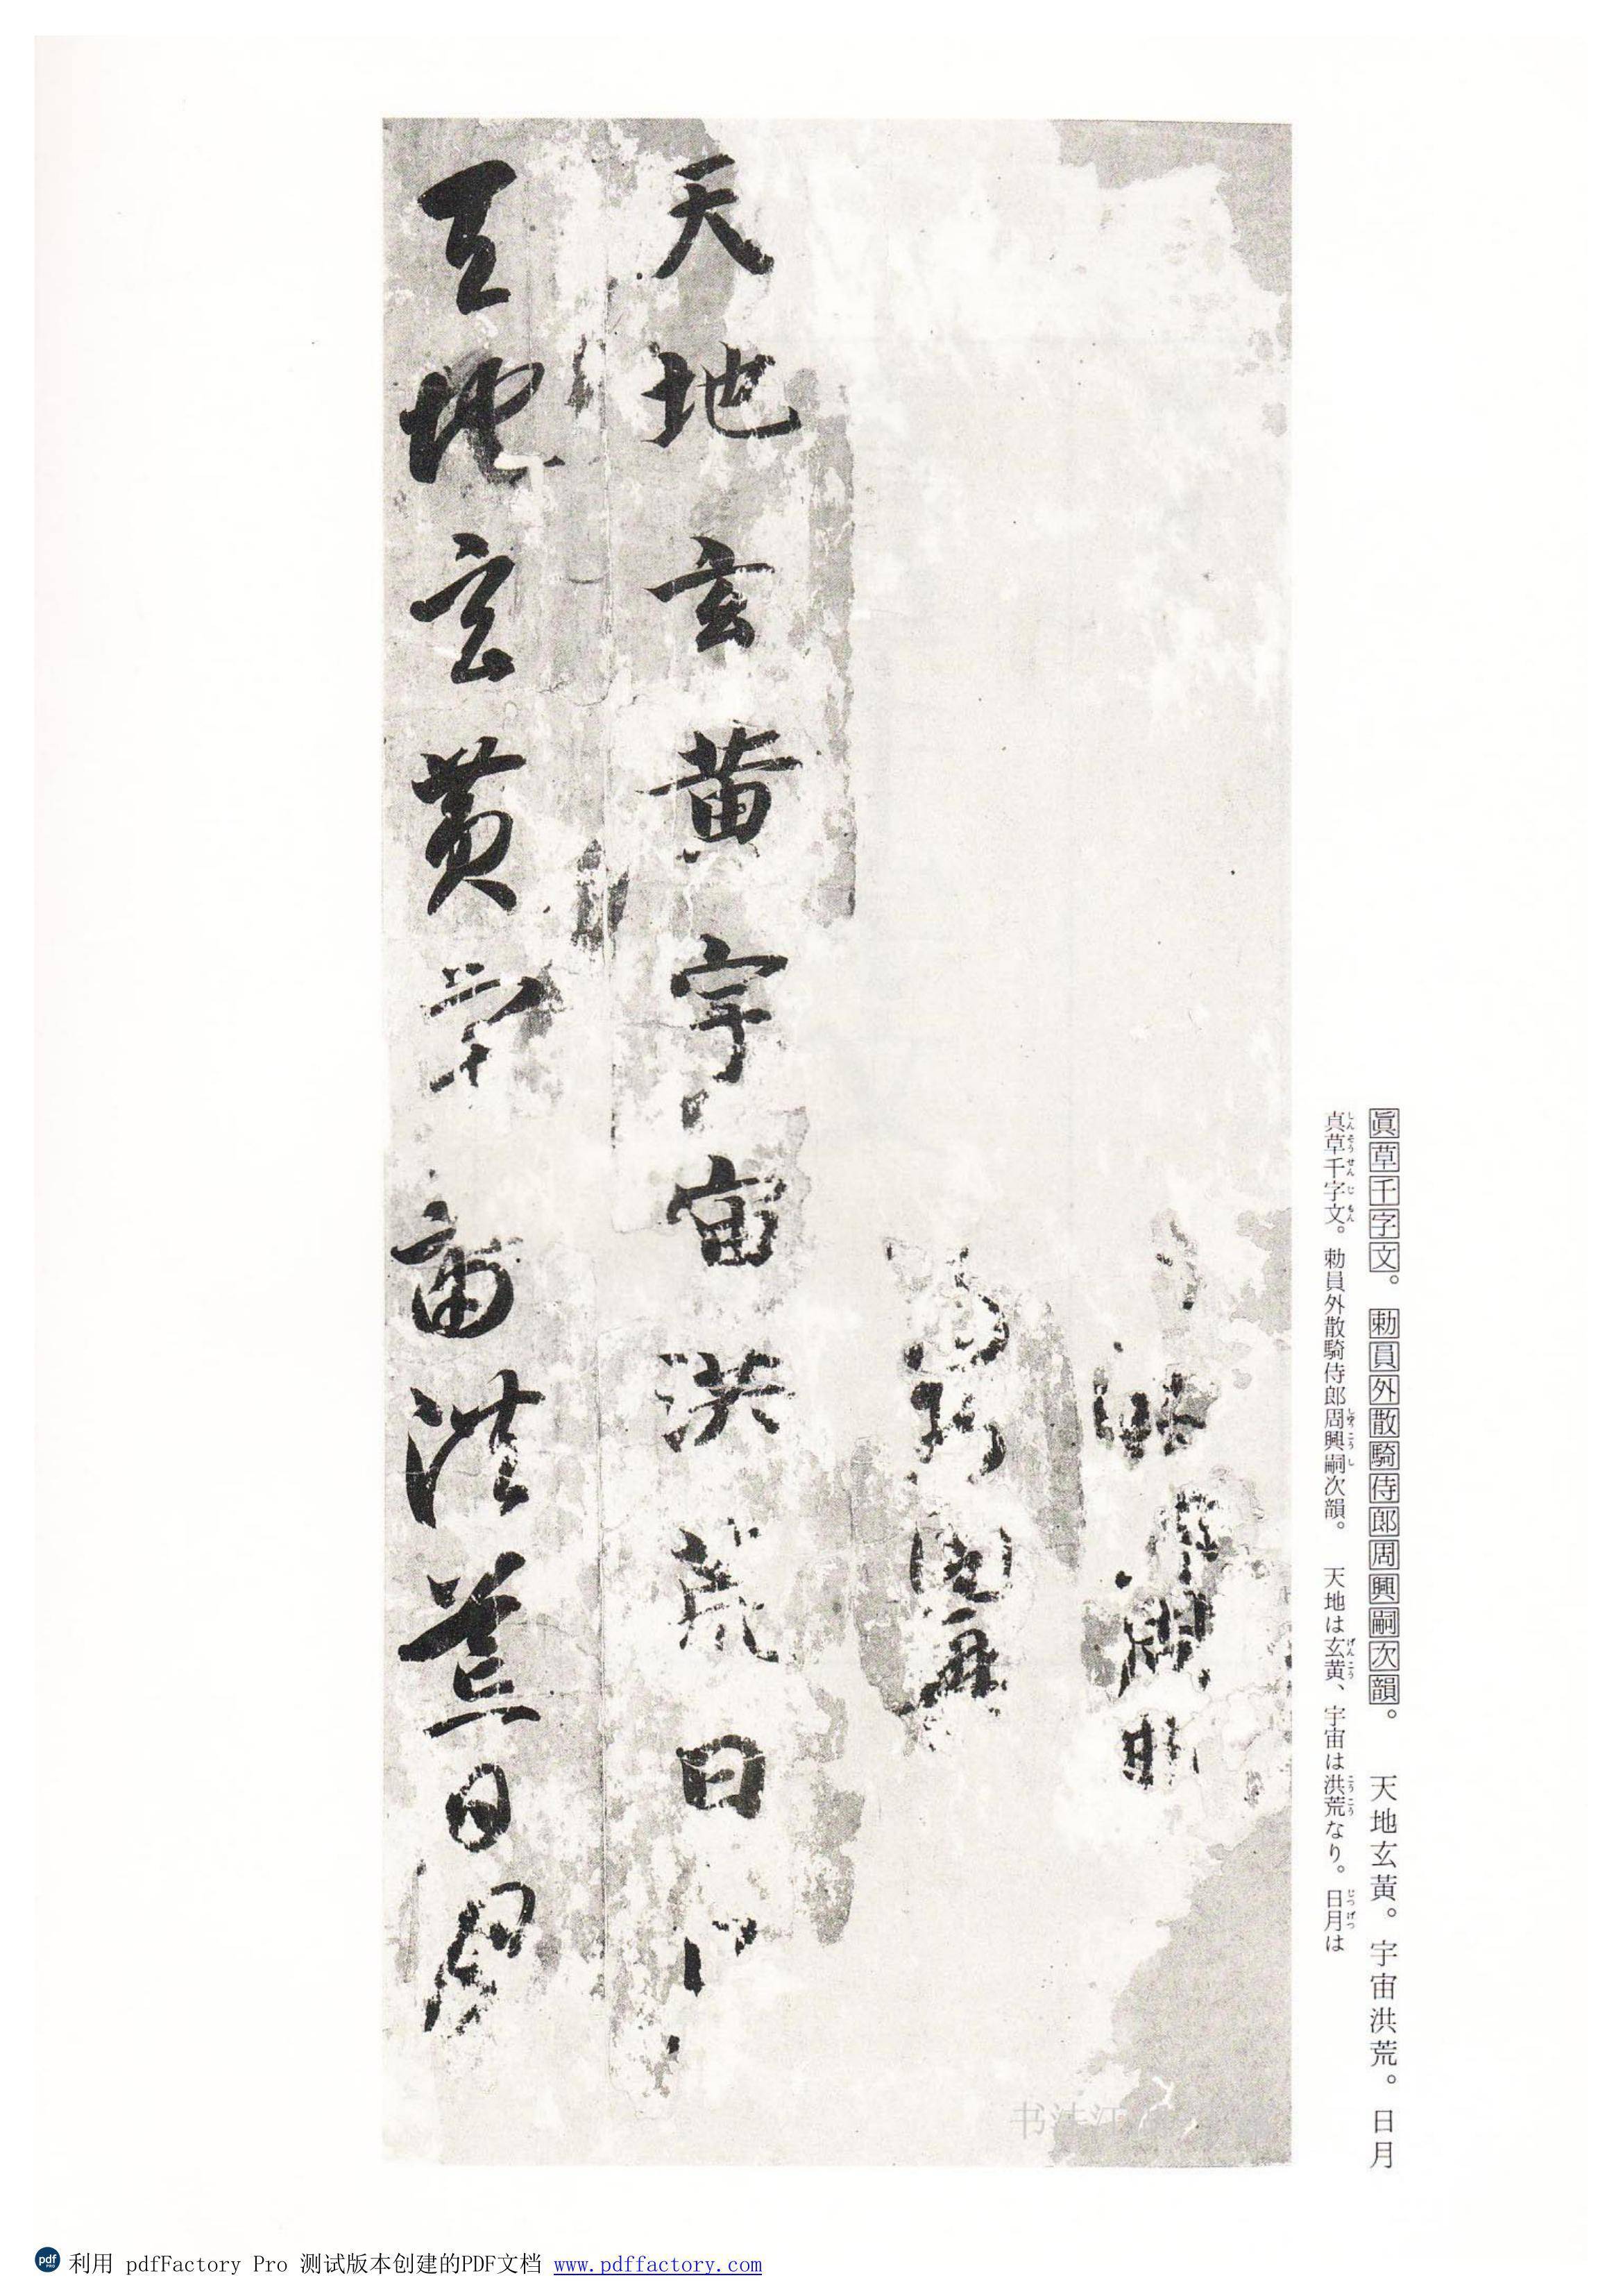 眞草千字文。勅員外散騎侍郎周興嗣次韻。　天地玄黃。宇宙洪荒。日月
真草千字文。勅員外散騎侍郎周興嗣次韻。　天地は玄黄、宇宙は洪荒なり。日月は
天地玄黄宇宙洪荒日
天地玄黄宇宙洪荒日月
书法江
利用 pdfFactory Pro 测试版本创建的PDF文档 www.pdffactory.com